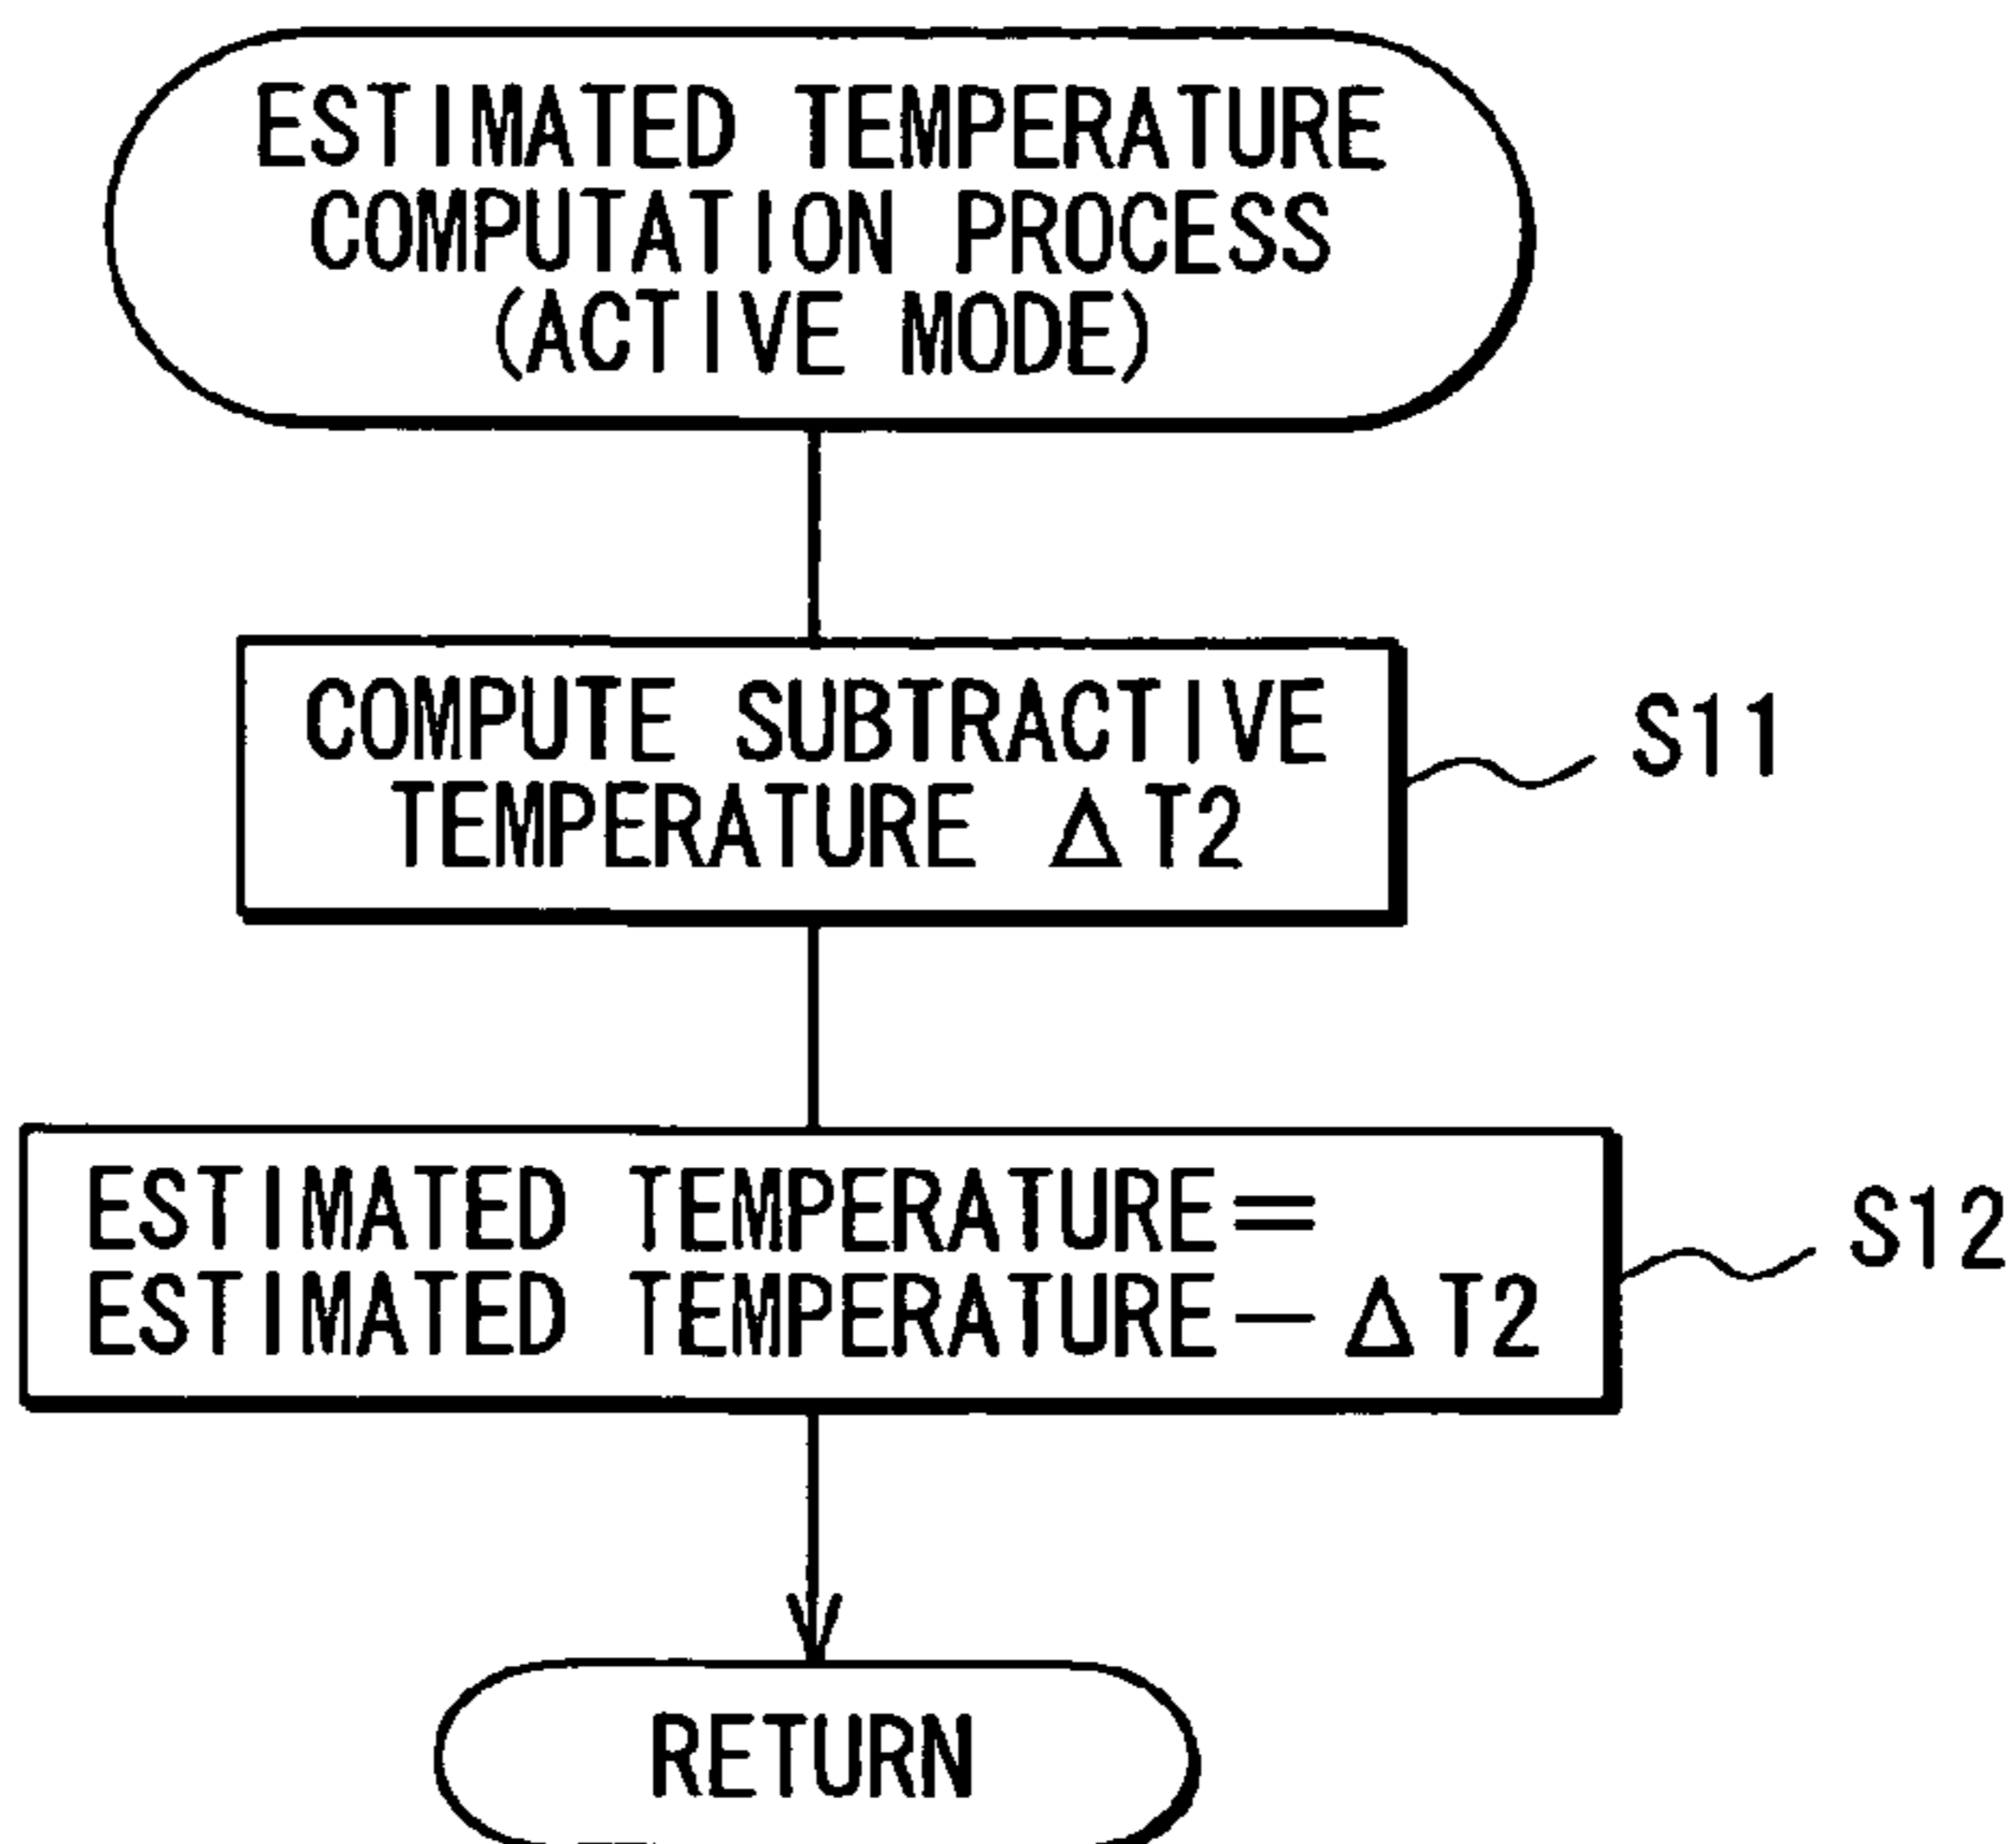 ESTIMATED TEMPERATURE
COMPUTATION PROCESS
(ACTIVE MODE)
COMPUTE SUBTRACTIVE
TEMPERATURE ΔT2
S11
ESTIMATED TEMPERATURE=
ESTIMATED TEMPERATURE-ΔT2
S12
RETURN